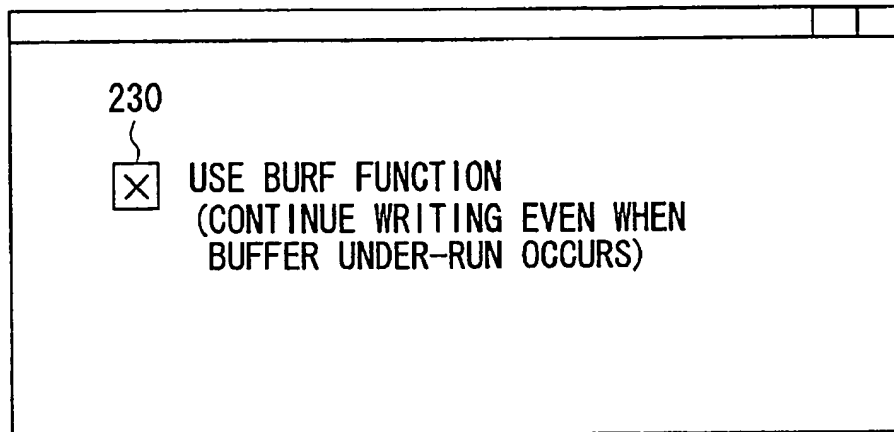 230
USE BURF FUNCTION
(CONTINUE WRITING EVEN WHEN
BUFFER UNDER-RUN OCCURS)